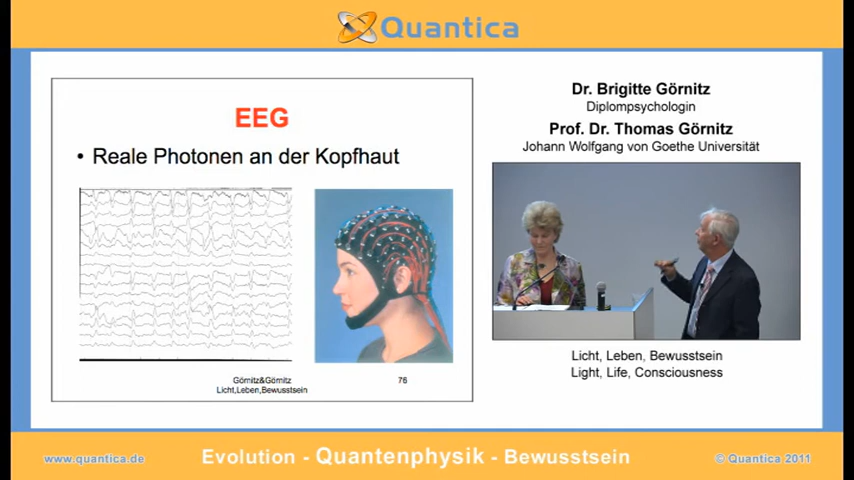 Quantica
EEG
• Reale Photonen an der Kopfhaut
Görnitz&Görnitz
Licht,Leben,Bewusstsein
76
Dr. Brigitte Görnitz
Diplompsychologin
Prof. Dr. Thomas Görnitz
Johann Wolfgang von Goethe Universität
Licht, Leben, Bewusstsein
Light, Life, Consciousness
www.quantica.de
Evolution - Quantenphysik - Bewusstsein
© Quantica 2011